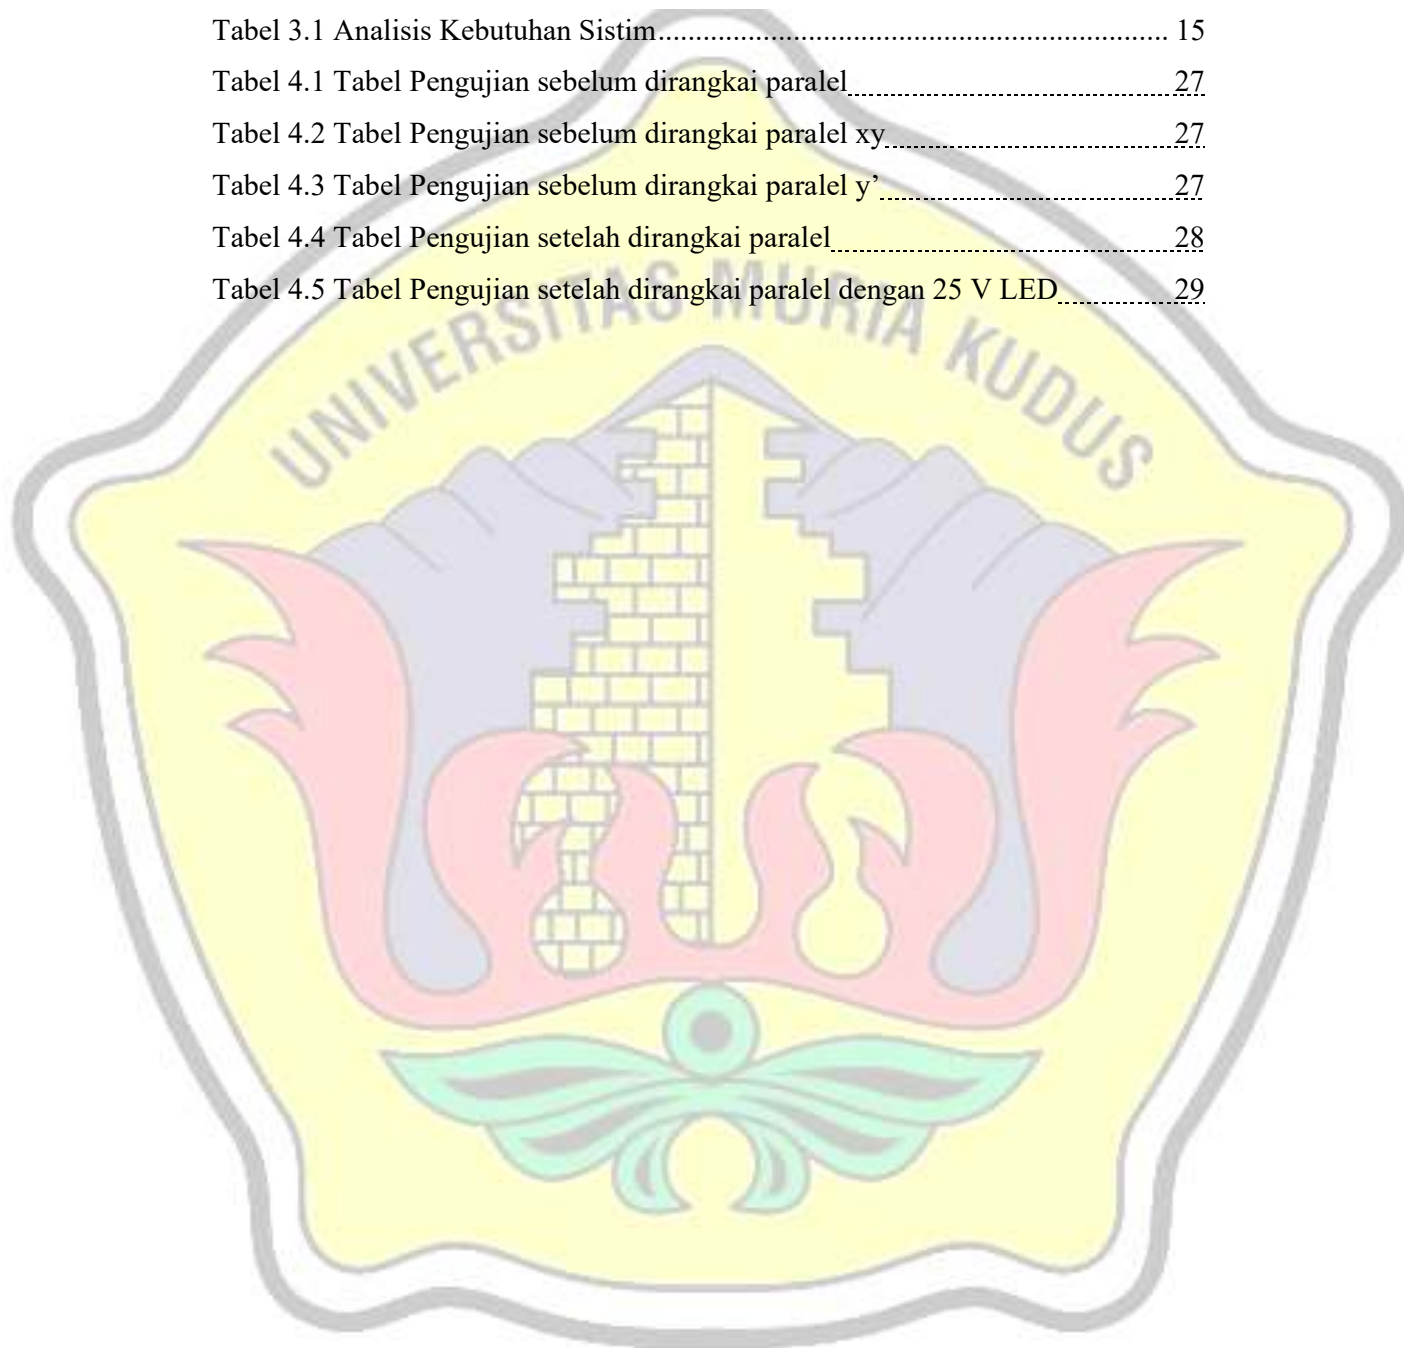 Tabel 3.1 Analisis Kebutuhan Sistim...................................................................... 15
Tabel 4.1 Tabel Pengujian sebelum dirangkai paralel 27
Tabel 4.2 Tabel Pengujian sebelum dirangkai paralel xy 27
Tabel 4.3 Tabel Pengujian sebelum dirangkai paralel y’ 27
Tabel 4.4 Tabel Pengujian setelah dirangkai paralel 28
Tabel 4.5 Tabel Pengujian setelah dirangkai paralel dengan 25 V LED 29
UNIVERSITAS MURIA KUDUS